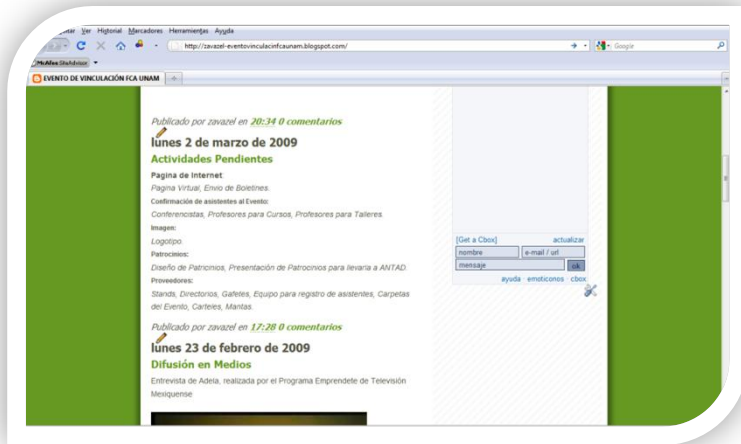 Ver Historial Marcadores Herramientas Ayuda
http://zavazel-eventovinculacinfcaunam.blogspot.com/
Google
McAfee SiteAdvisor
EVENTO DE VINCULACIÓN FCA UNAM
Publicado por zavazel en 20:34 0 comentarios
lunes 2 de marzo de 2009
Actividades Pendientes
Pagina de Internet
Pagina Virtual, Envio de Boletines.
Confirmación de asistentes al Evento:
Conferencistas, Profesores para Cursos, Profesores para Talleres
Imagen:
Logotipo.
Patrocinios:
Diseño de Patricinios, Presentación de Patrocinios para llevarla a ANTAD.
Proveedores:
Stands, Directorios, Gafetes, Equipo para registro de asistentes, Carpetas
del Evento, Carteles, Mantas.
Publicado por zavazel en 17:28 0 comentarios
lunes 23 de febrero de 2009
Difusión en Medios
Entrevista de Adela, realizada por el Programa Emprendete de Televisión
Mexiquense
[Get a Cbox] actualizar
nombre e-mail / url
mensaje ok
ayuda · emoticonos · cbox